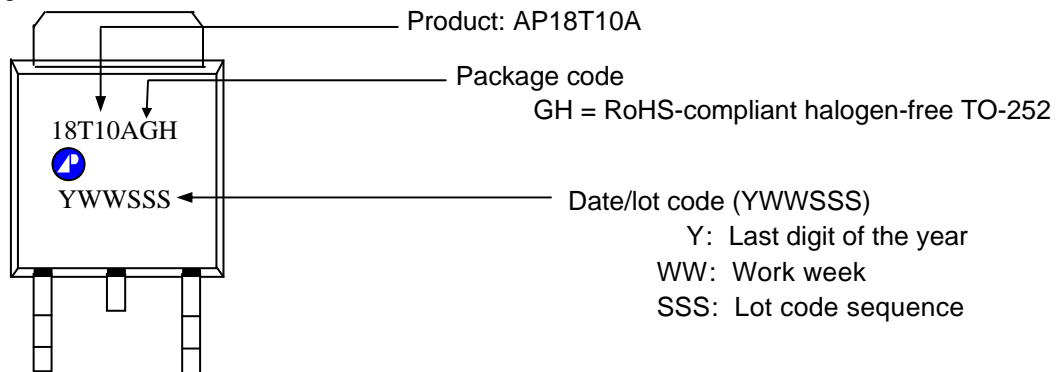 Product: AP18T10A
Package code
GH = RoHS-compliant halogen-free TO-252
18T10AGH
AP
YWWSSS
Date/lot code (YWWSSS)
Y: Last digit of the year
WW: Work week
SSS: Lot code sequence